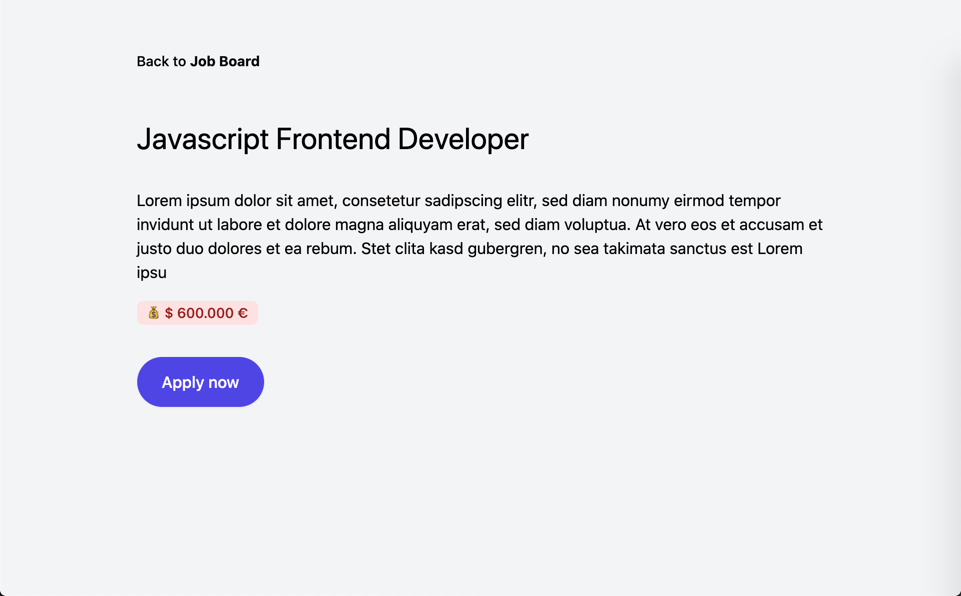 Back to Job Board
Javascript Frontend Developer
Lorem ipsum dolor sit amet, consetetur sadipscing elitr, sed diam nonumy eirmod tempor
invidunt ut labore et dolore magna aliquyam erat, sed diam voluptua. At vero eos et accusam et
justo duo dolores et ea rebum. Stet clita kasd gubergren, no sea takimata sanctus est Lorem
ipsu
💰 $ 600.000 €
Apply now